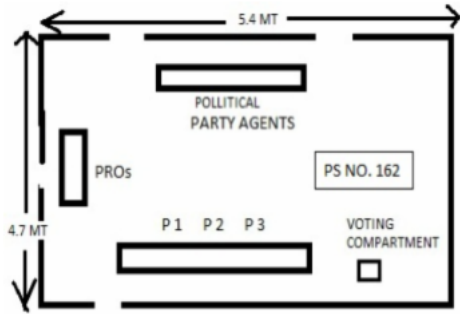 5.4 MT
POLLITICAL
PARTY AGENTS
PROs
PS NO. 162
4.7 MT
P 1 P 2 P 3
VOTING
COMPARTMENT